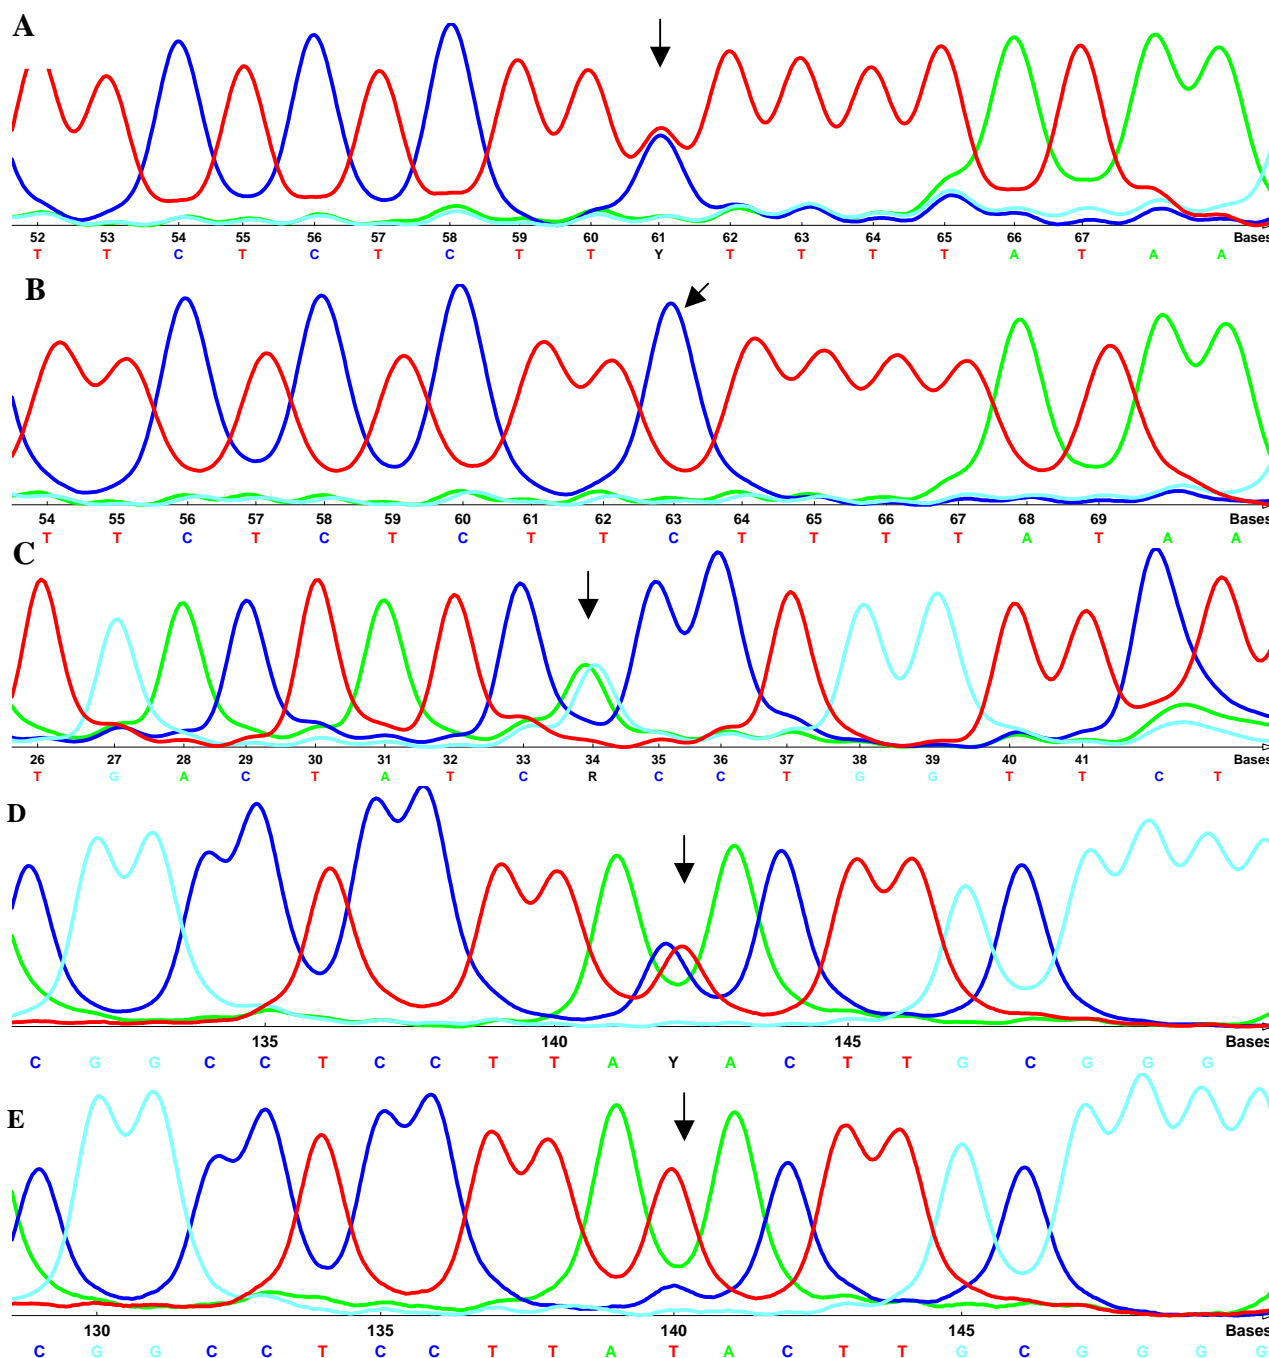 A
52 53 54 55 56 57 58 59 60 61 62 63 64 65 66 67 Bases
T T C T C T C T T Y T T T T A T A A
B
54 55 56 57 58 59 60 61 62 63 64 65 66 67 68 69 Bases
T T C T C T C T T C T T T T A T A A
C
26 27 28 29 30 31 32 33 34 35 36 37 38 39 40 41 Bases
T G A C T A T C R C C T G G T T C T
D
135 140 145 Bases
C G G C C T C C T T A Y A C T T G C G G G
E
130 135 140 145 Bases
C G G C C T C C T T A T A C T T G C G G G G